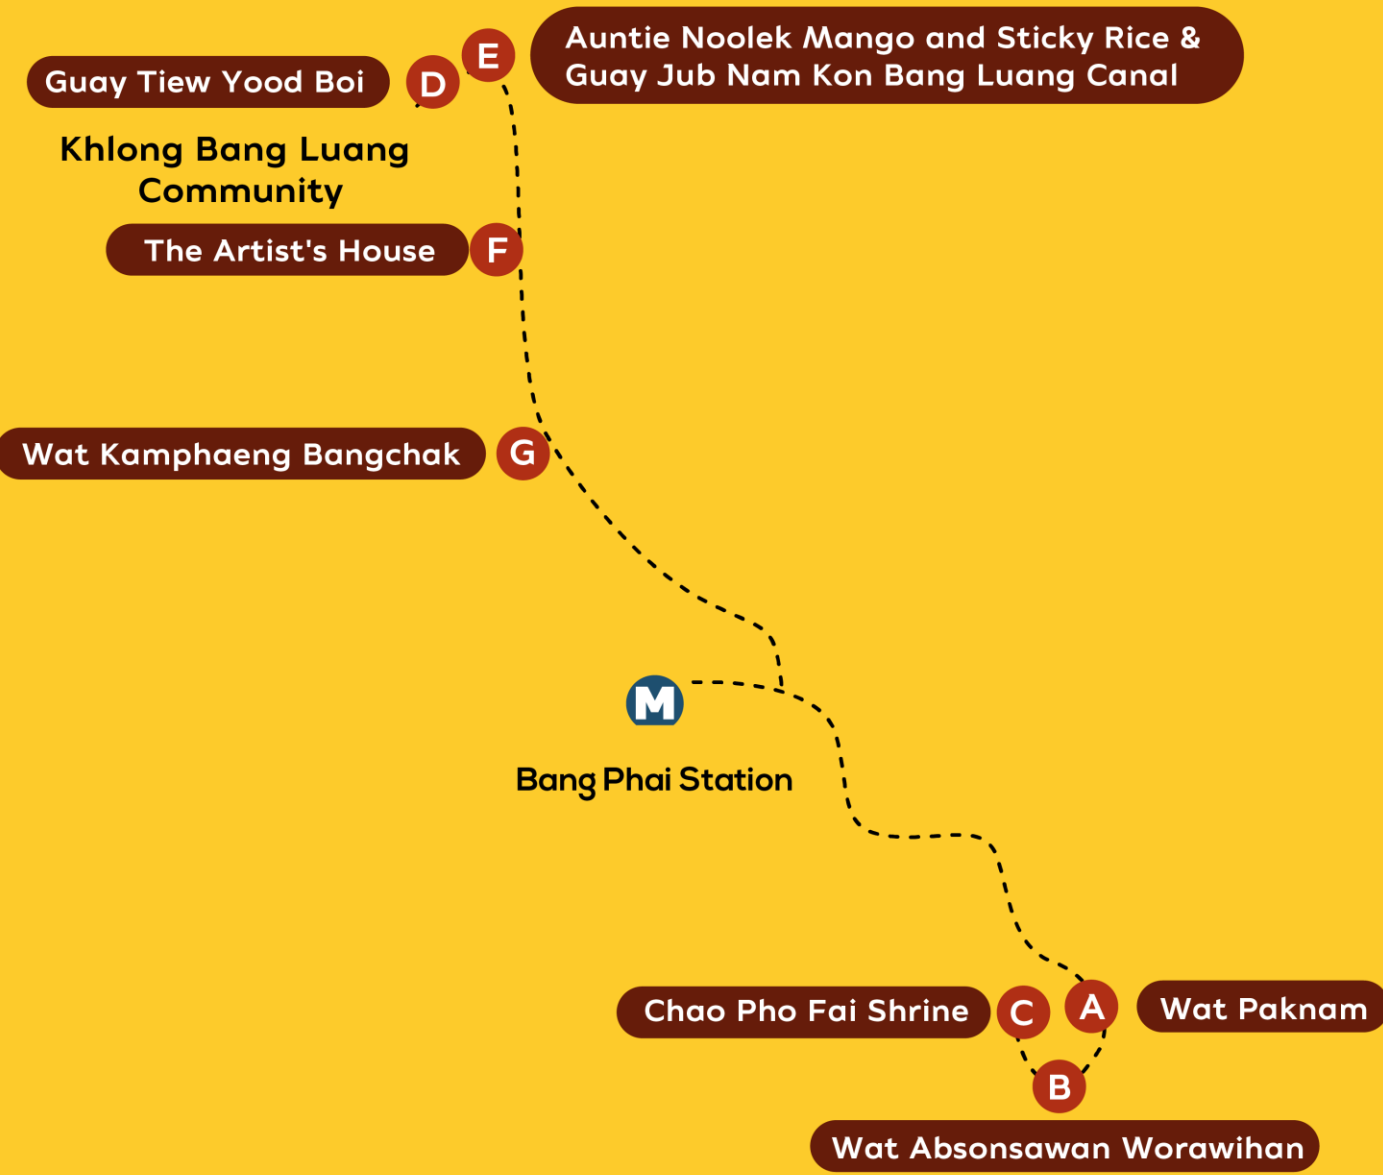 E
Auntie Noolek Mango and Sticky Rice &
Guay Jub Nam Kon Bang Luang Canal
Guay Tiew Yood Boi
D
Khlong Bang Luang
Community
The Artist's House
F
Wat Kamphaeng Bangchak
G
M
Bang Phai Station
Chao Pho Fai Shrine
C
A
Wat Paknam
B
Wat Absonsawan Worawihan